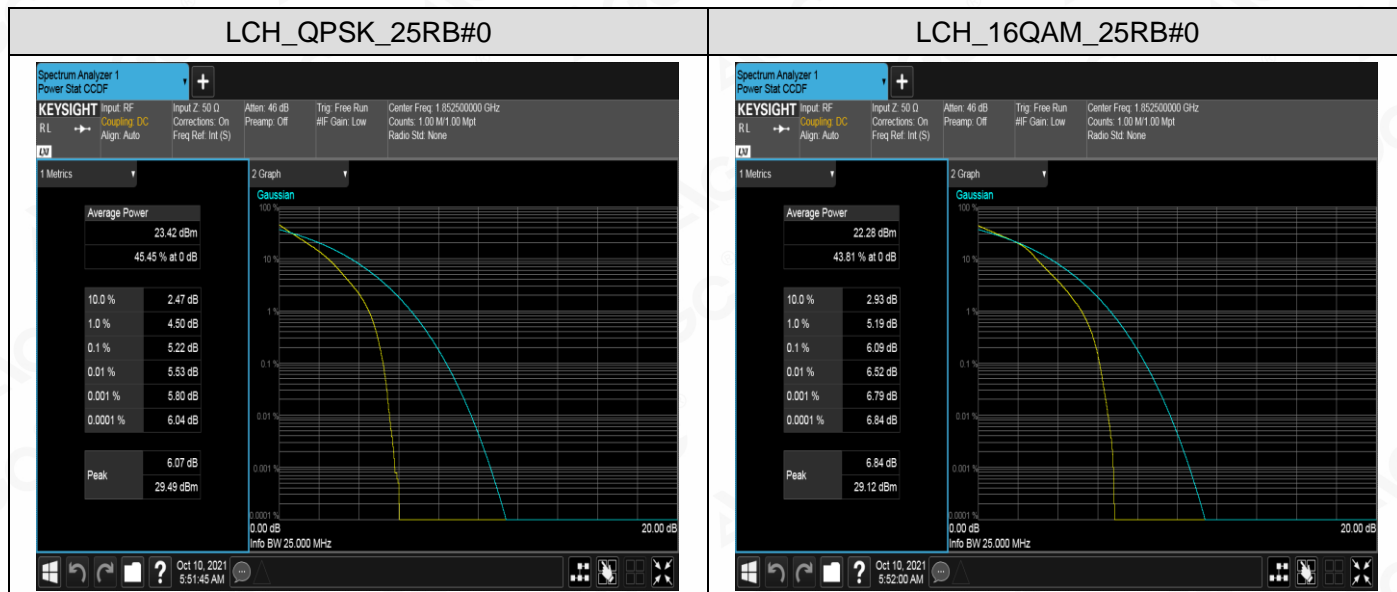 LCH_QPSK_25RB#0
Spectrum Analyzer 1
Power Stat CCDF
+
KEYSIGHT Input: RF Input Z: 50 Ω Atten: 46 dB Trig: Free Run Center Freq: 1.852500000 GHz
RL Coupling: DC Corrections: On Preamp: Off #IF Gain: Low Counts: 1.00 M/1.00 Mpt
Align: Auto Freq Ref: Int (S) Radio Std: None
LXI
1 Metrics
2 Graph
Average Power
23.42 dBm
45.45 % at 0 dB
10.0 % 2.47 dB
1.0 % 4.50 dB
0.1 % 5.22 dB
0.01 % 5.53 dB
0.001 % 5.80 dB
0.0001 % 6.04 dB
Peak 6.07 dB
29.49 dBm
Gaussian
100 %
10 %
1 %
0.1 %
0.01 %
0.001 %
0.0001 %
0.00 dB 20.00 dB
Info BW 25.000 MHz
? Oct 10, 2021
5:51:45 AM
LCH_16QAM_25RB#0
Spectrum Analyzer 1
Power Stat CCDF
+
KEYSIGHT Input: RF Input Z: 50 Ω Atten: 46 dB Trig: Free Run Center Freq: 1.852500000 GHz
RL Coupling: DC Corrections: On Preamp: Off #IF Gain: Low Counts: 1.00 M/1.00 Mpt
Align: Auto Freq Ref: Int (S) Radio Std: None
LXI
1 Metrics
2 Graph
Average Power
22.28 dBm
43.81 % at 0 dB
10.0 % 2.93 dB
1.0 % 5.19 dB
0.1 % 6.09 dB
0.01 % 6.52 dB
0.001 % 6.79 dB
0.0001 % 6.84 dB
Peak 6.84 dB
29.12 dBm
Gaussian
100 %
10 %
1 %
0.1 %
0.01 %
0.001 %
0.0001 %
0.00 dB 20.00 dB
Info BW 25.000 MHz
? Oct 10, 2021
5:52:00 AM